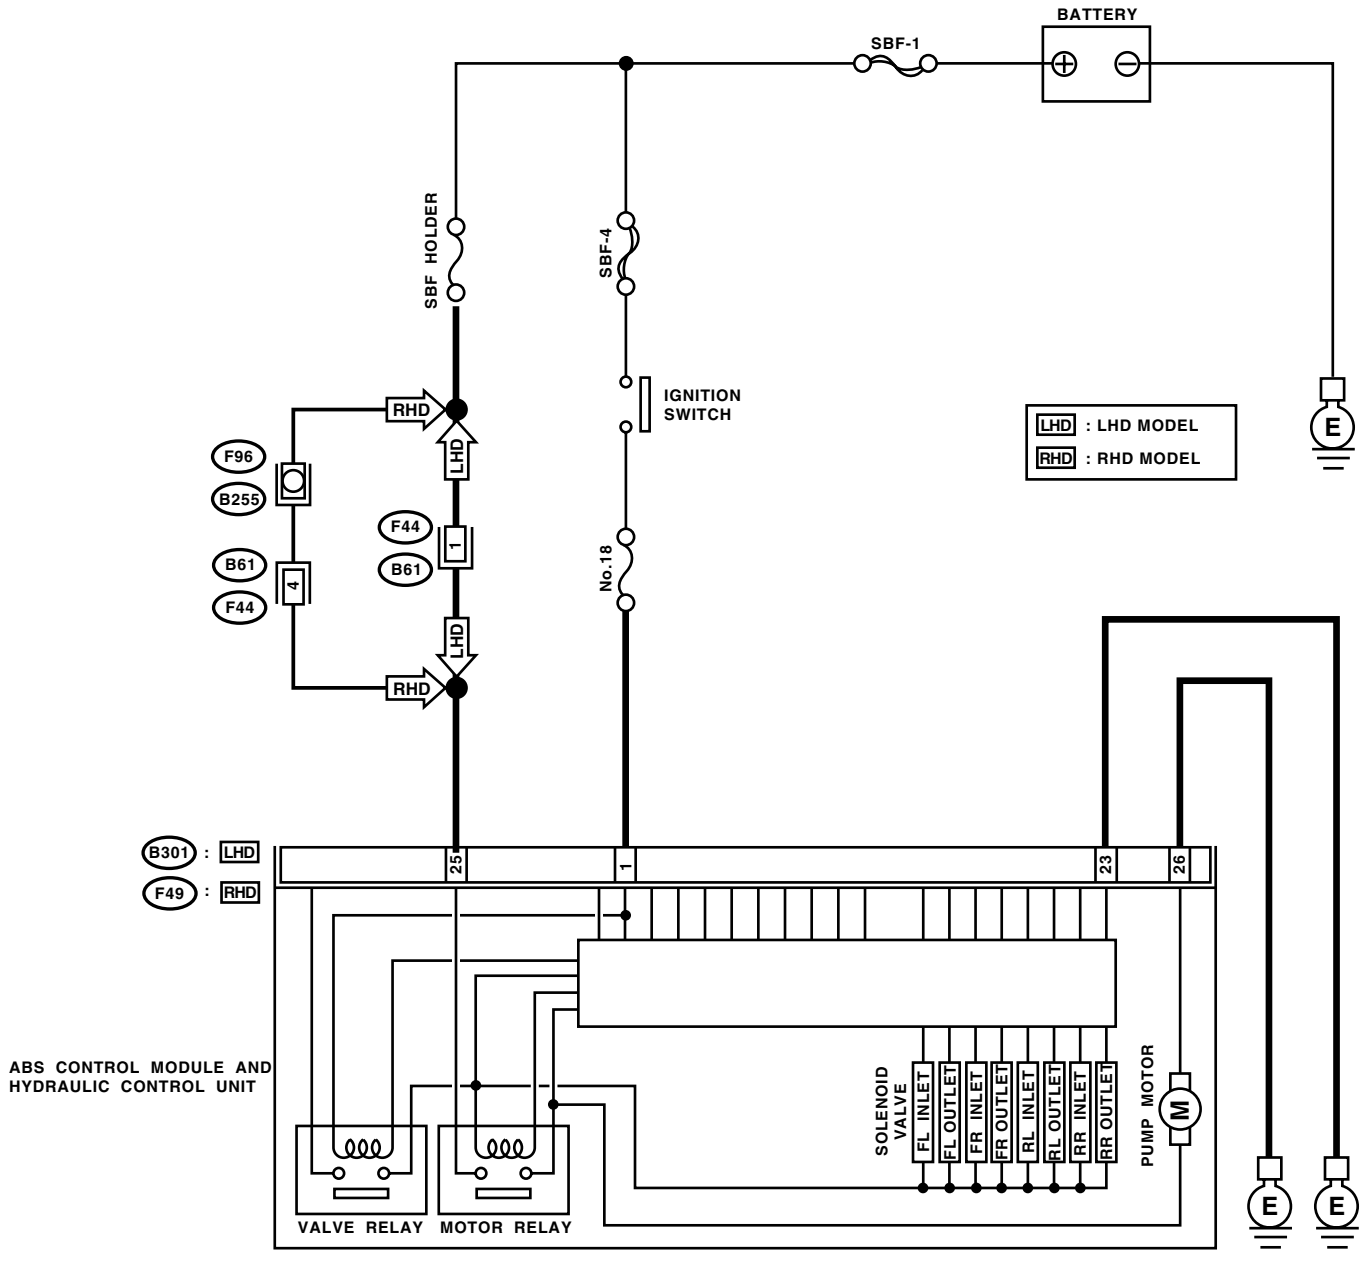 BATTERY
SBF-1
+
−
SBF HOLDER
SBF-4
IGNITION
SWITCH
RHD
LHD
E
LHD : LHD MODEL
RHD : RHD MODEL
F96
B255
F44
1
B61
B61
4
F44
No.18
LHD
RHD
B301 : LHD
F49 : RHD
25
1
23
26
ABS CONTROL MODULE AND
HYDRAULIC CONTROL UNIT
SOLENOID
VALVE
FL INLET
FL OUTLET
FR INLET
FR OUTLET
RL INLET
RL OUTLET
RR INLET
RR OUTLET
PUMP MOTOR
M
VALVE RELAY
MOTOR RELAY
E
E